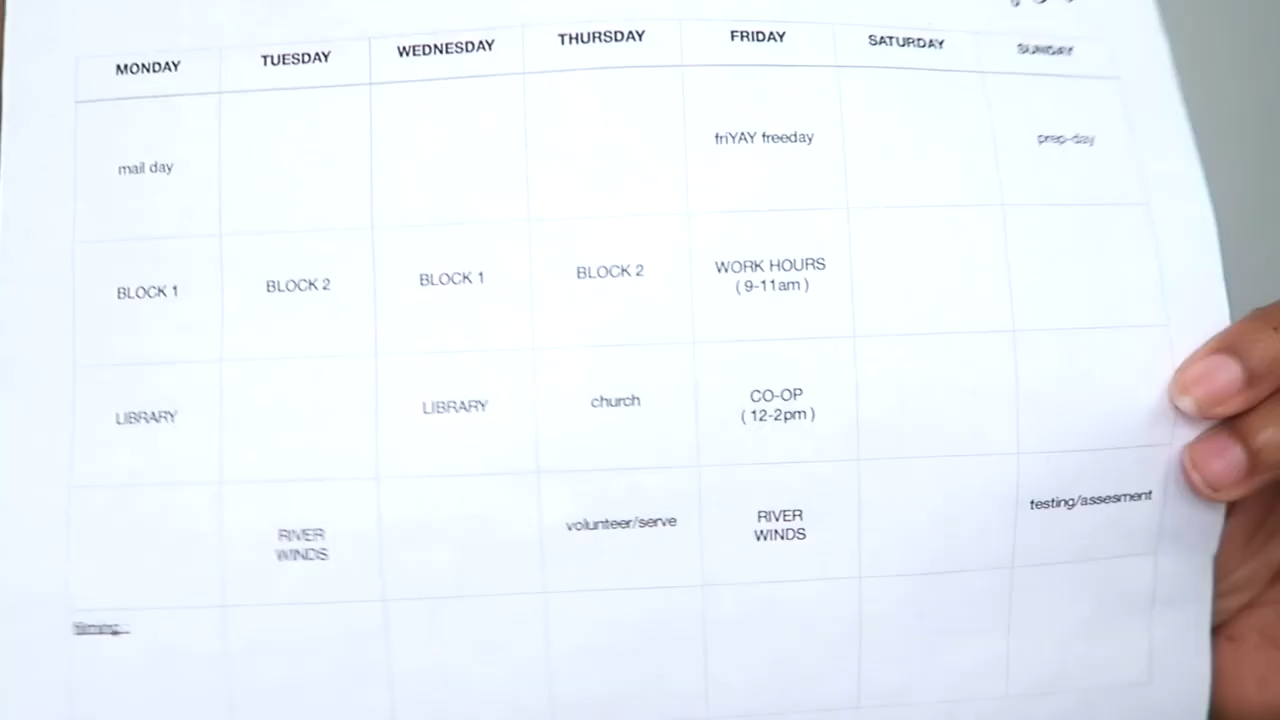 MONDAY TUESDAY WEDNESDAY THURSDAY FRIDAY SATURDAY SUNDAY
mail day friYAY freeday prep-day
BLOCK 1 BLOCK 2 BLOCK 1 BLOCK 2 WORK HOURS
( 9-11am )
LIBRARY LIBRARY church CO-OP
( 12-2pm )
RIVER
WINDS
volunteer/serve
RIVER
WINDS
testing/assesment